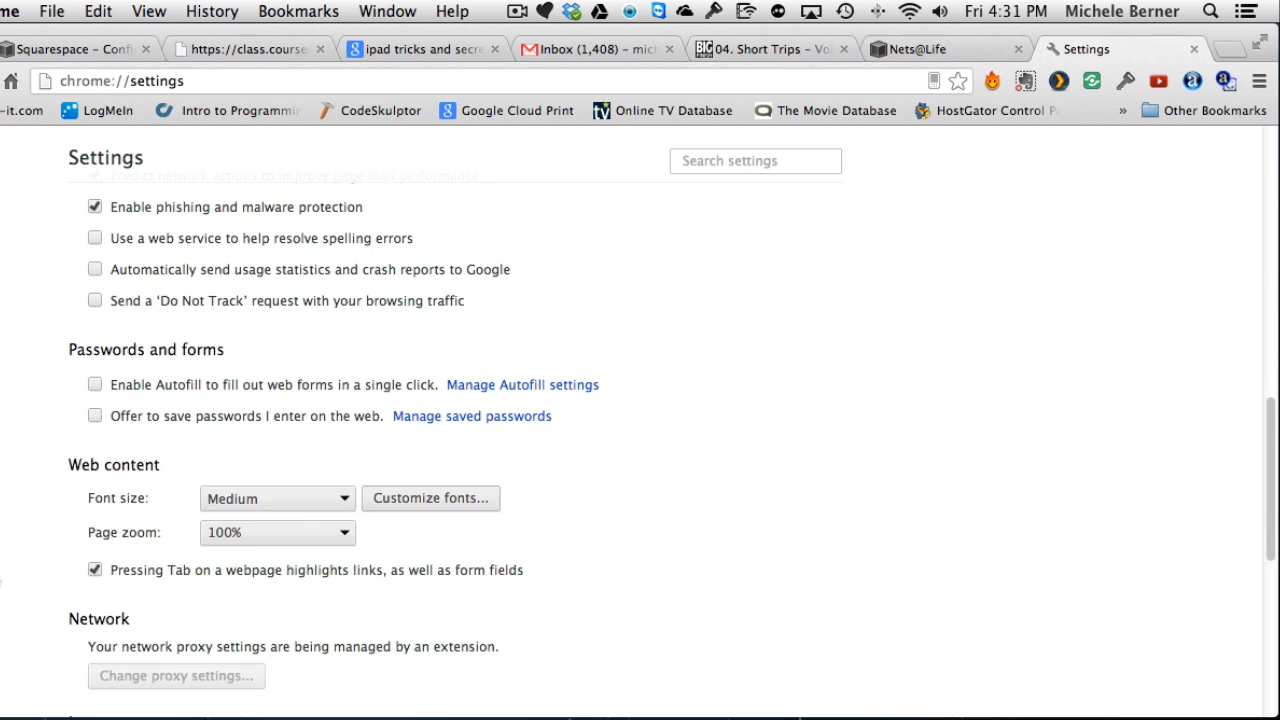 me File Edit View History Bookmarks Window Help Fri 4:31 PM Michele Berner
Squarespace - Confi https://class.course ipad tricks and secre Inbox (1,408) - mich BIG 04. Short Trips - Vol Nets@Life Settings
chrome://settings
-it.com LogMeIn Intro to Programmin CodeSkulptor Google Cloud Print TV Online TV Database The Movie Database HostGator Control Pa » Other Bookmarks
Settings Search settings
Predict network actions to improve page load performance
Enable phishing and malware protection
Use a web service to help resolve spelling errors
Automatically send usage statistics and crash reports to Google
Send a ‘Do Not Track’ request with your browsing traffic
Passwords and forms
Enable Autofill to fill out web forms in a single click. Manage Autofill settings
Offer to save passwords I enter on the web. Manage saved passwords
Web content
Font size: Medium Customize fonts...
Page zoom: 100%
Pressing Tab on a webpage highlights links, as well as form fields
Network
Your network proxy settings are being managed by an extension.
Change proxy settings...